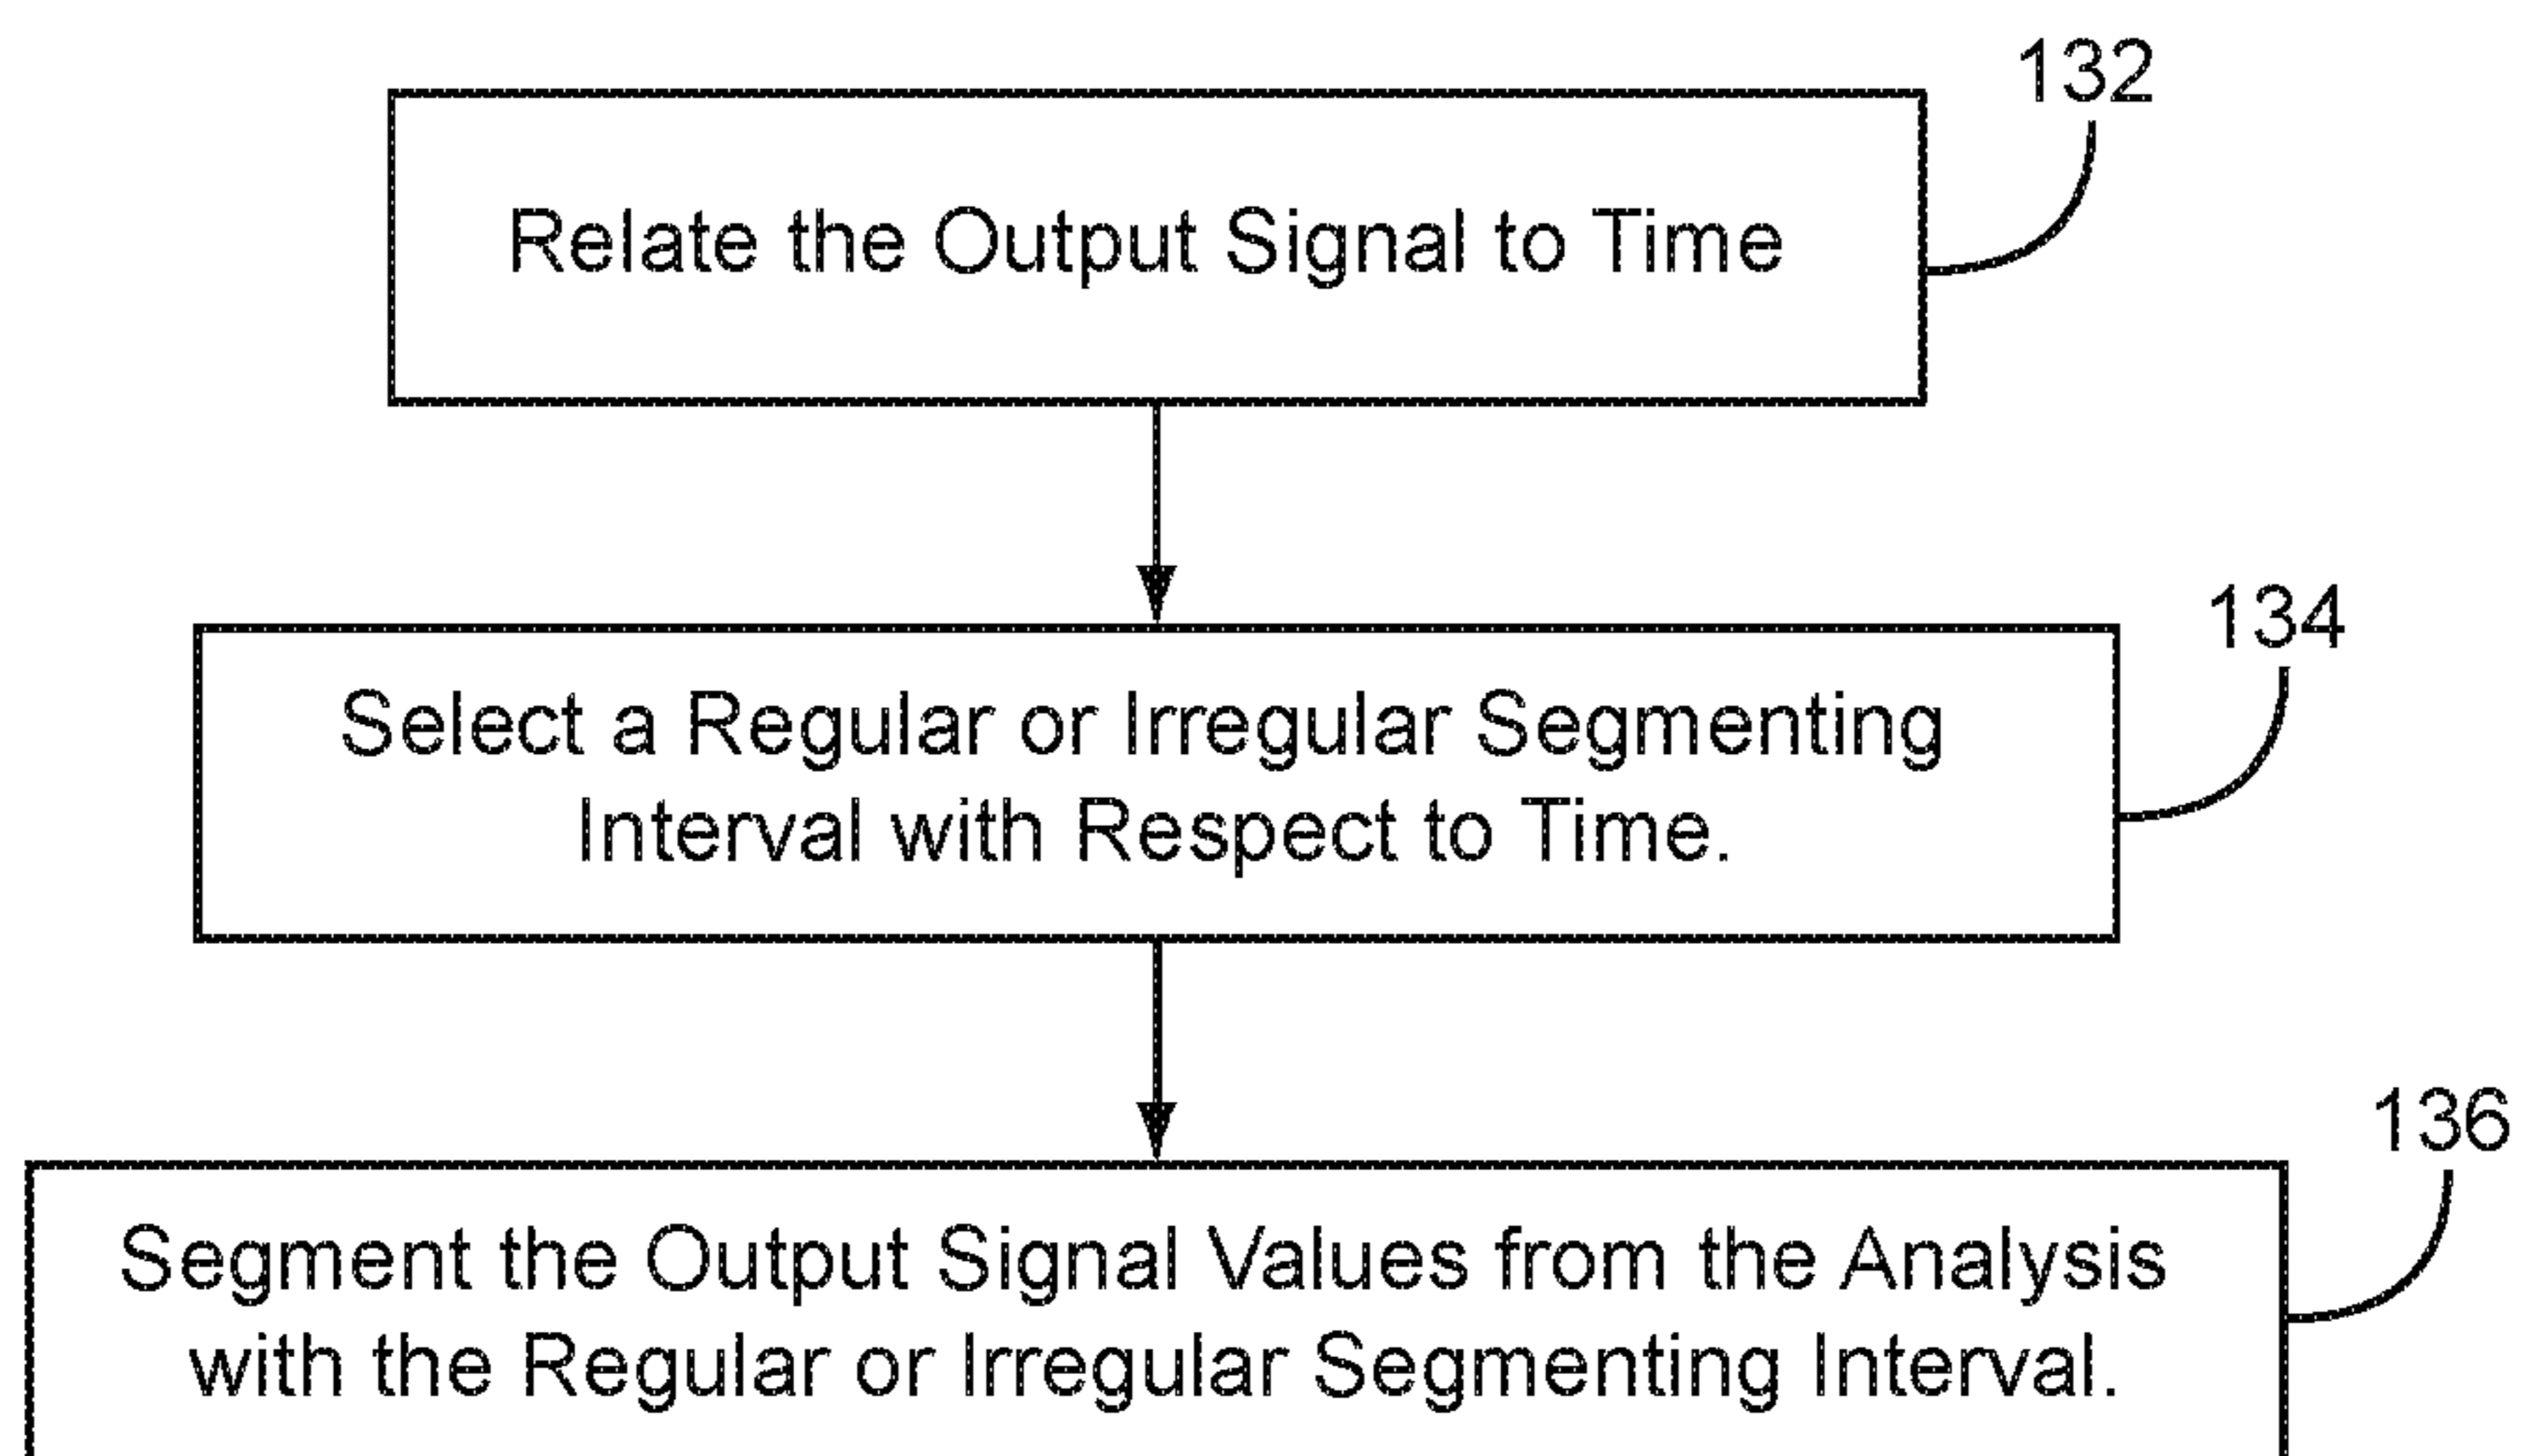 132
Relate the Output Signal to Time
134
Select a Regular or Irregular Segmenting
Interval with Respect to Time.
136
Segment the Output Signal Values from the Analysis
with the Regular or Irregular Segmenting Interval.